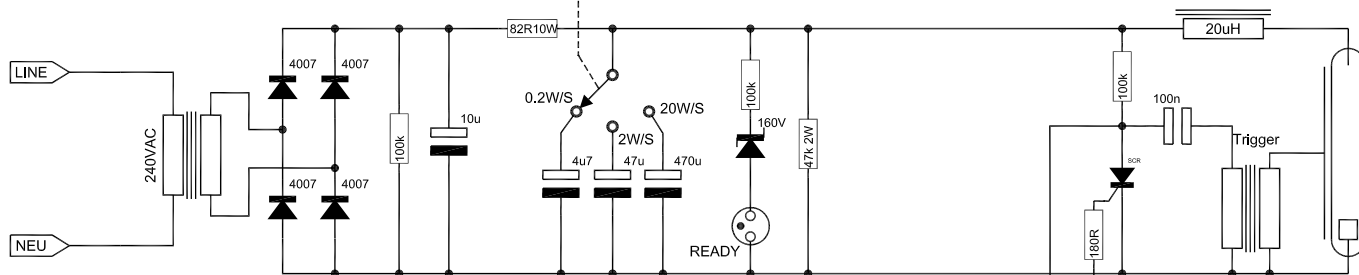 LINE
NEU
240VAC
4007
4007
4007
4007
100k
10u
82R10W
0.2W/S
2W/S
20W/S
4u7
47u
470u
100k
160V
READY
47k 2W
100k
100n
SCR
180R
Trigger
20uH